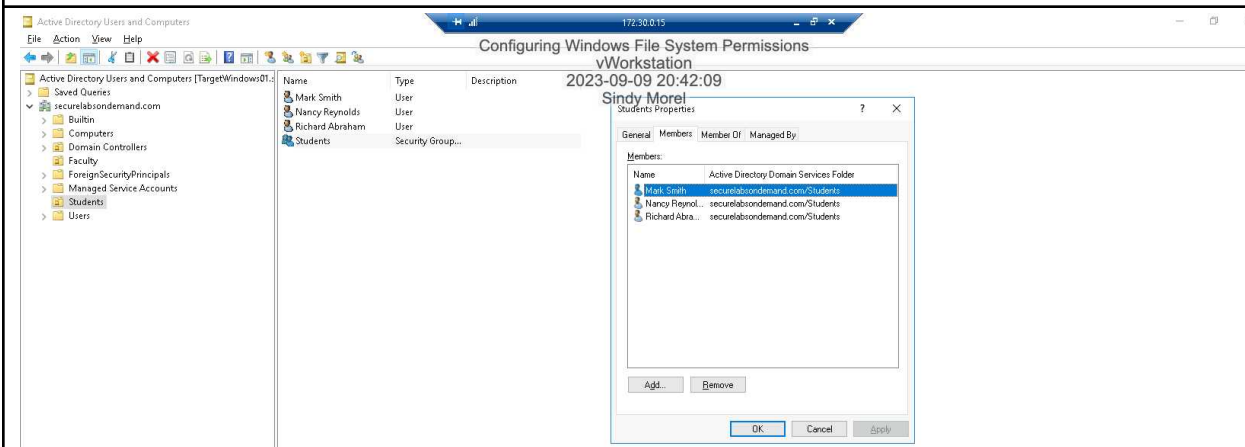 Active Directory Users and Computers
172.30.0.15
File Action View Help
Configuring Windows File System Permissions
vWorkstation
2023-09-09 20:42:09
Sindy Morel
Active Directory Users and Computers [TargetWindows01.s
Saved Queries
securelabsondemand.com
Builtin
Computers
Domain Controllers
Faculty
ForeignSecurityPrincipals
Managed Service Accounts
Students
Users
Name Type Description
Mark Smith User
Nancy Reynolds User
Richard Abraham User
Students Security Group...
Students Properties ? ×
General Members Member Of Managed By
Members:
Name Active Directory Domain Services Folder
Mark Smith securelabsondemand.com/Students
Nancy Reynol... securelabsondemand.com/Students
Richard Abra... securelabsondemand.com/Students
Add... Remove
OK Cancel Apply